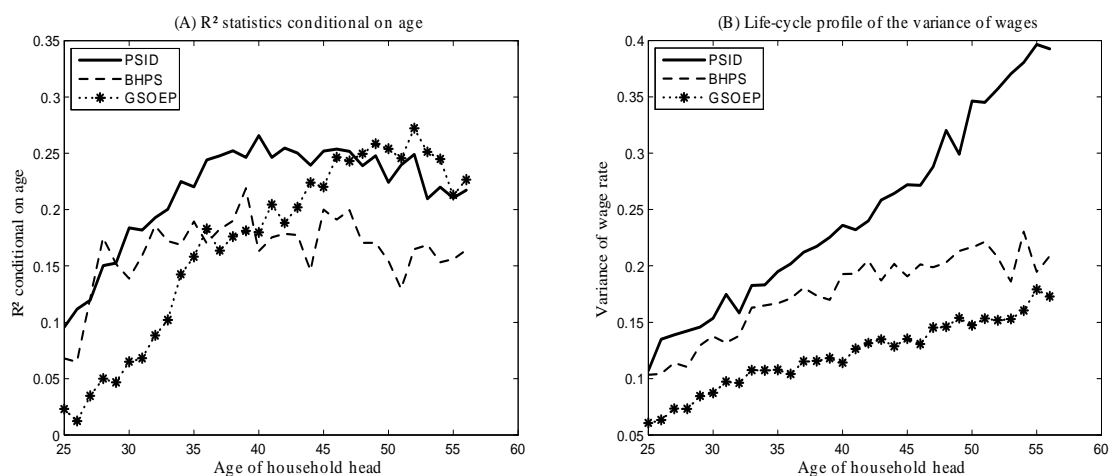 (A) R² statistics conditional on age
0.35
0.3
0.25
0.2
0.15
0.1
0.05
0
R² conditional on age
PSID
BHPS
GSOEP
25 30 35 40 45 50 55 60
Age of household head
(B) Life-cycle profile of the variance of wages
0.4
0.35
0.3
0.25
0.2
0.15
0.1
0.05
Variance of wage rate
PSID
BHPS
GSOEP
25 30 35 40 45 50 55 60
Age of household head